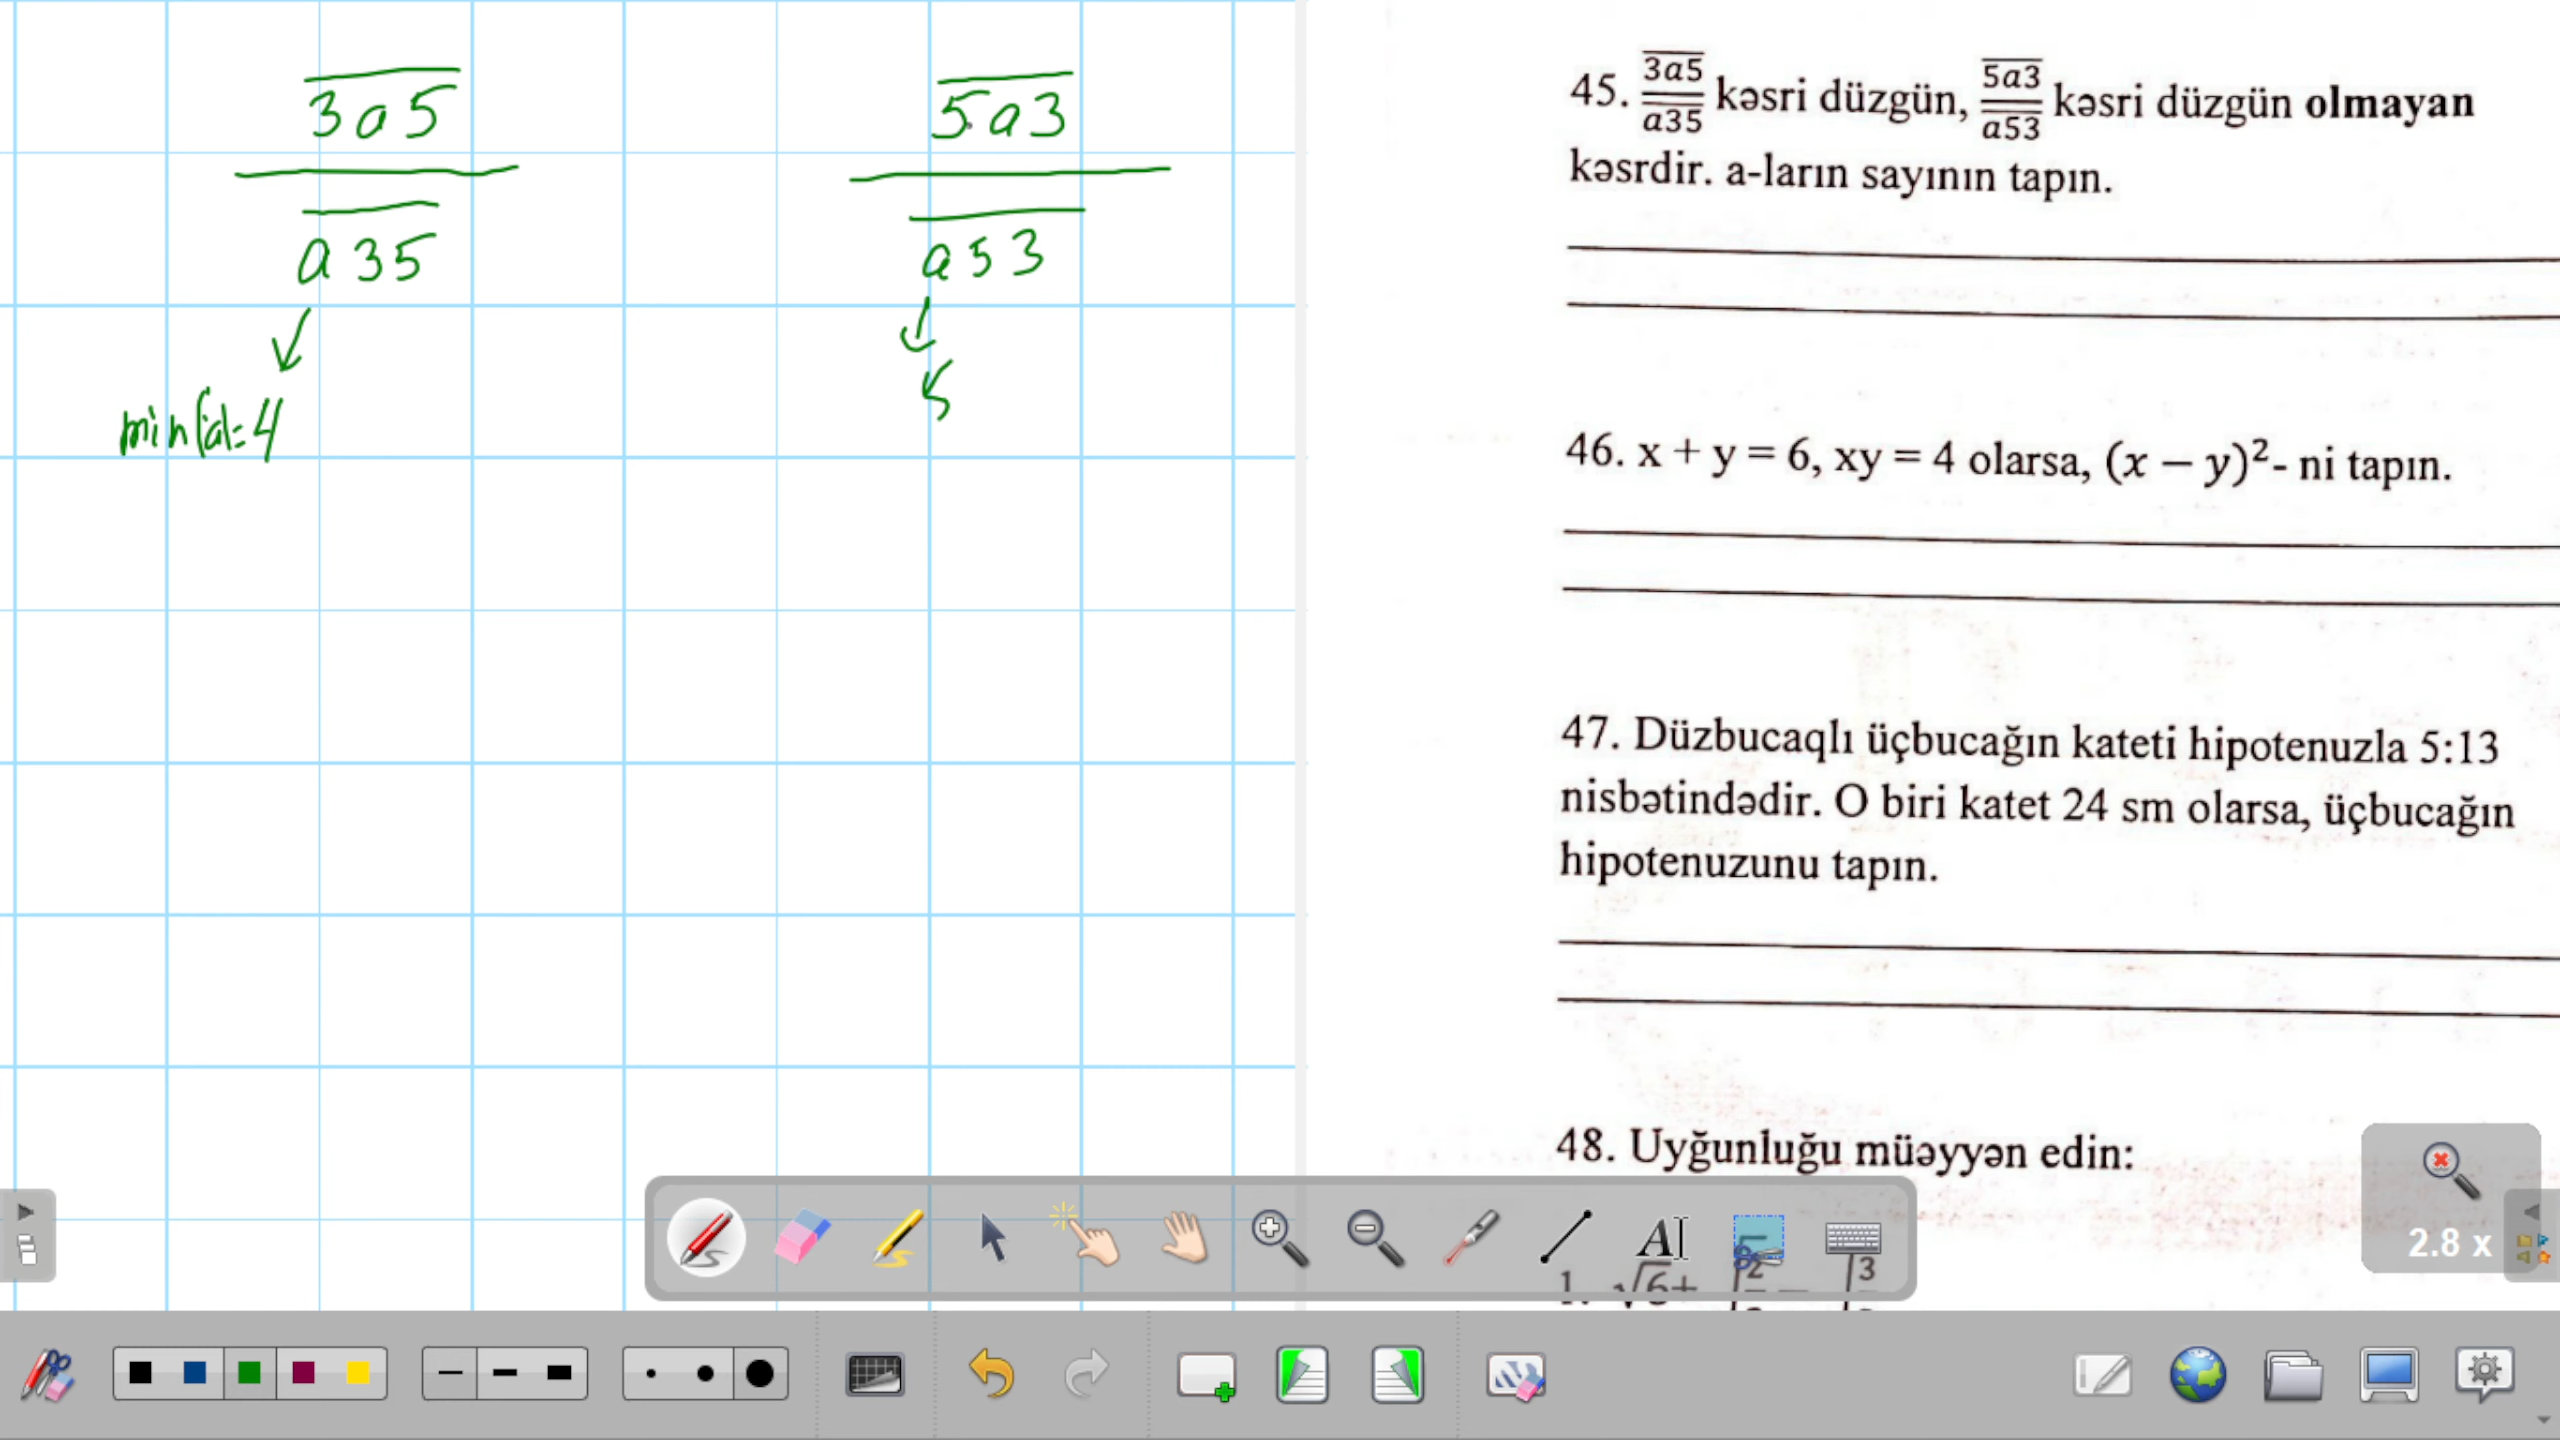 3a5
a35
min(a)=4
5a3
a53
5
45. 3a5/a35 kəsri düzgün, 5a3/a53 kəsri düzgün olmayan
kəsrdir. a-ların sayının tapın.
46. x + y = 6, xy = 4 olarsa, (x − y)²- ni tapın.
47. Düzbucaqlı üçbucağın kateti hipotenuzla 5:13
nisbətindədir. O biri katet 24 sm olarsa, üçbucağın
hipotenuzunu tapın.
48. Uyğunluğu müəyyən edin:
2.8 x